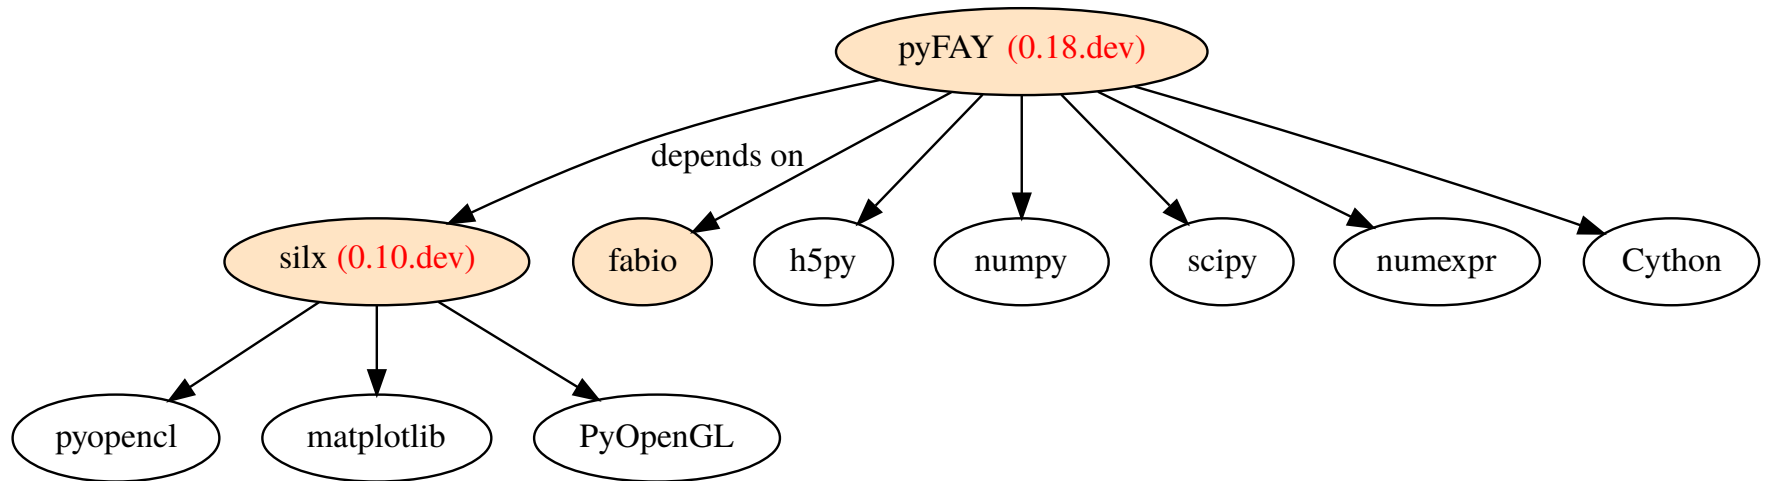 pyFAY (0.18.dev)
depends on
silx (0.10.dev)
fabio
h5py
numpy
scipy
numexpr
Cython
pyopencl
matplotlib
PyOpenGL